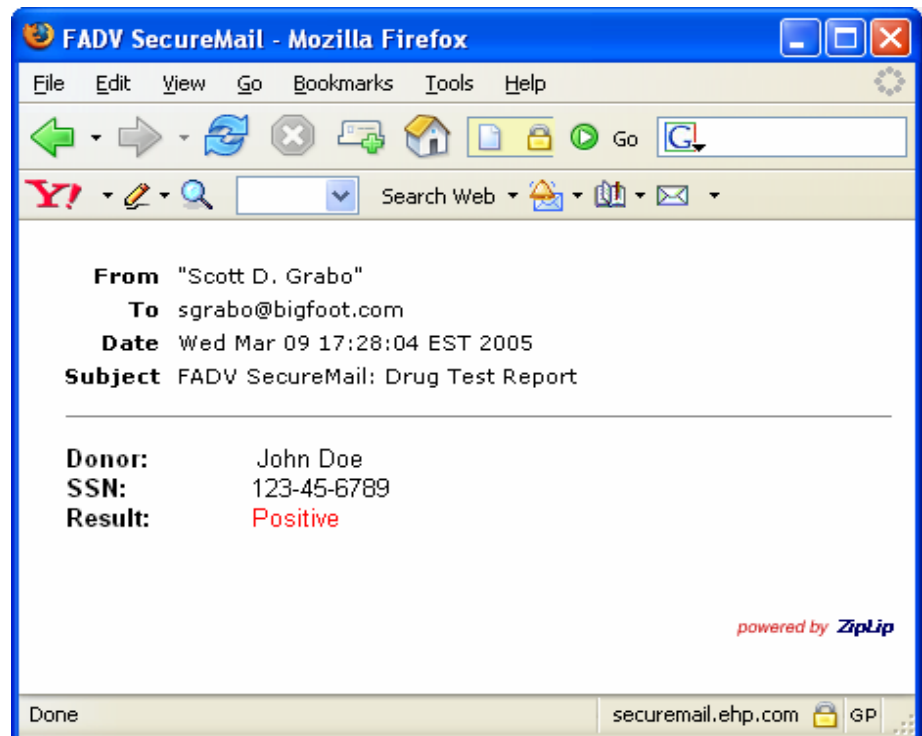 FADV SecureMail - Mozilla Firefox
File Edit View Go Bookmarks Tools Help
Go G
Y! Search Web
From "Scott D. Grabo"
To sgrabo@bigfoot.com
Date Wed Mar 09 17:28:04 EST 2005
Subject FADV SecureMail: Drug Test Report
Donor: John Doe
SSN: 123-45-6789
Result: Positive
powered by ZipLip
Done securemail.ehp.com GP